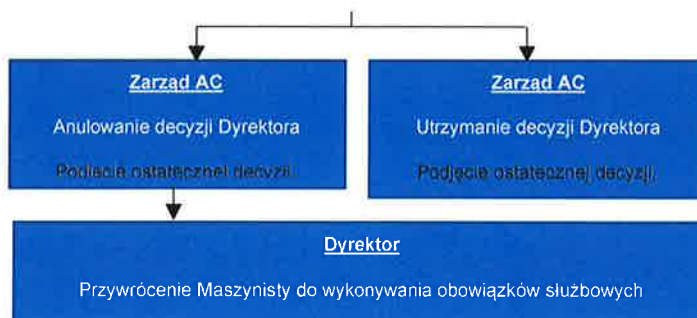 Zarząd AC
Anulowanie decyzji Dyrektora
Podjęcie ostatecznej decyzji.
Zarząd AC
Utrzymanie decyzji Dyrektora
Podjęcie ostatecznej decyzji.
Dyrektor
Przywrócenie Maszynisty do wykonywania obowiązków służbowych